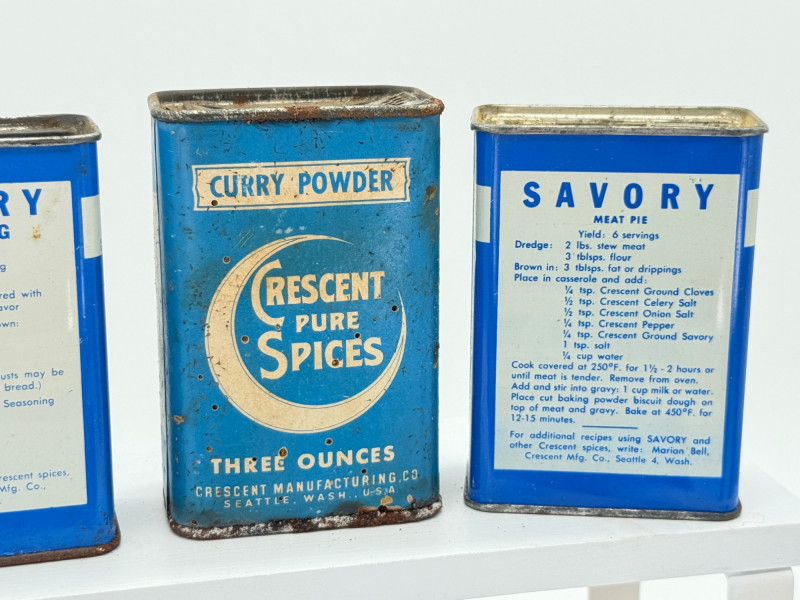 RY
G
ng
red with
avor
wn:
usts may be
bread.)
Seasoning
rescent spices,
Mfg. Co.,
CURRY POWDER
CRESCENT
PURE
SPICES
THREE OUNCES
CRESCENT MANUFACTURING CO
SEATTLE, WASH., U.S.A.
SAVORY
MEAT PIE
Yield: 6 servings
Dredge: 2 lbs. stew meat
3 tblsps. flour
Brown in: 3 tblsps. fat or drippings
Place in casserole and add:
¼ tsp. Crescent Ground Cloves
½ tsp. Crescent Celery Salt
½ tsp. Crescent Onion Salt
¼ tsp. Crescent Pepper
¼ tsp. Crescent Ground Savory
1 tsp. salt
¼ cup water
Cook covered at 250°F. for 1½ - 2 hours or
until meat is tender. Remove from oven.
Add and stir into gravy: 1 cup milk or water.
Place cut baking powder biscuit dough on
top of meat and gravy. Bake at 450°F. for
12-15 minutes.
For additional recipes using SAVORY and
other Crescent spices, write: Marian Bell,
Crescent Mfg. Co., Seattle 4, Wash.